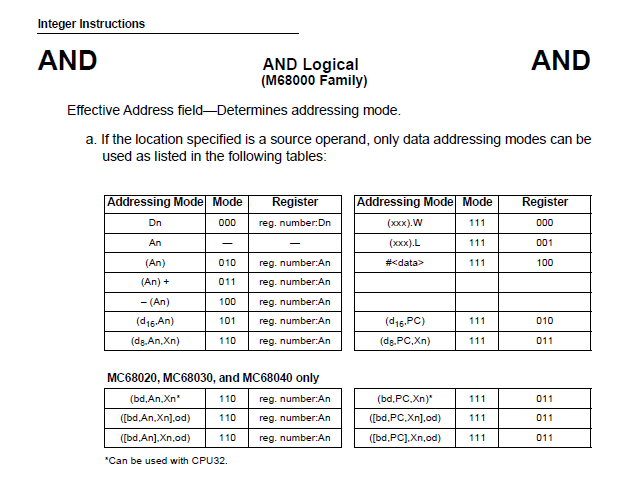 Integer Instructions
AND AND Logical AND
(M68000 Family)
Effective Address field—Determines addressing mode.
a. If the location specified is a source operand, only data addressing modes can be
used as listed in the following tables:
Addressing Mode Mode Register Addressing Mode Mode Register
Dn 000 reg. number:Dn (xxx).W 111 000
An — — (xxx).L 111 001
(An) 010 reg. number:An #<data> 111 100
(An) + 011 reg. number:An
– (An) 100 reg. number:An
(d16,An) 101 reg. number:An (d16,PC) 111 010
(d8,An,Xn) 110 reg. number:An (d8,PC,Xn) 111 011
MC68020, MC68030, and MC68040 only
(bd,An,Xn* 110 reg. number:An (bd,PC,Xn)* 111 011
([bd,An,Xn],od) 110 reg. number:An ([bd,PC,Xn],od) 111 011
([bd,An],Xn,od) 110 reg. number:An ([bd,PC],Xn,od) 111 011
*Can be used with CPU32.